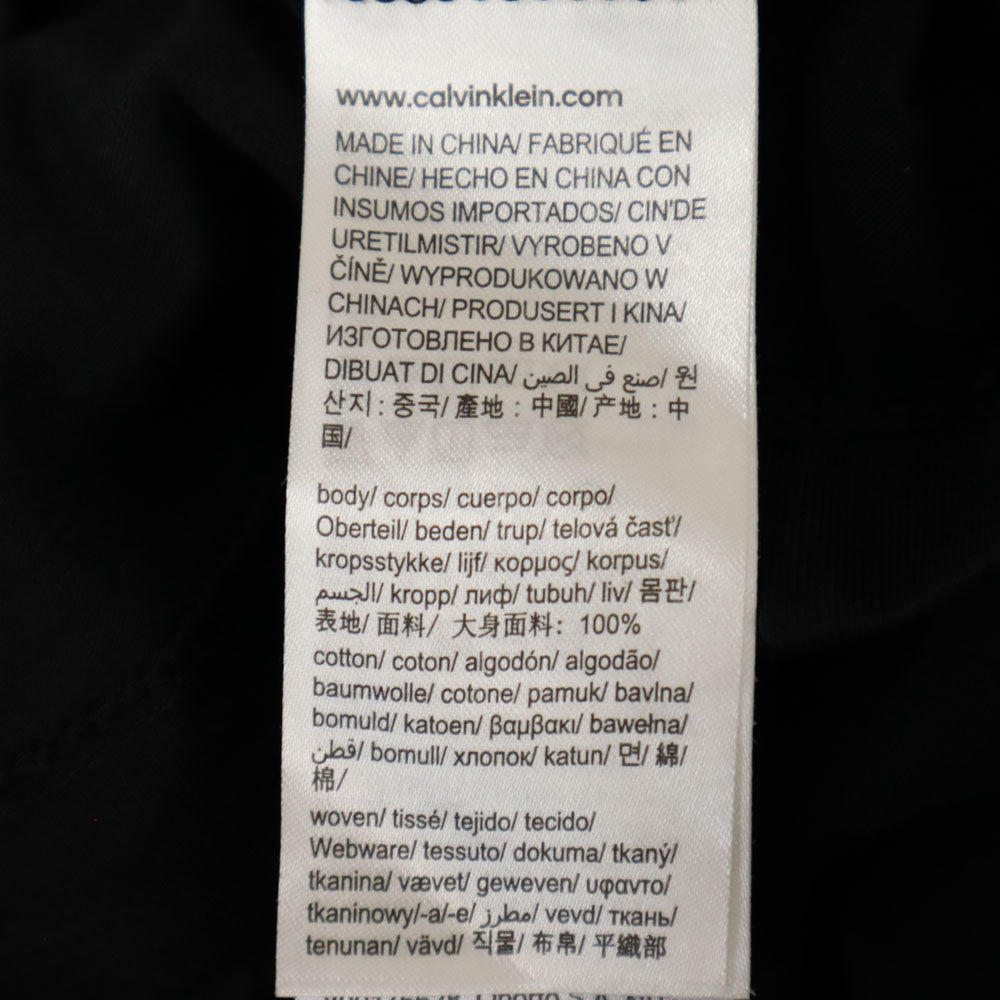 www.calvinklein.com
MADE IN CHINA/ FABRIQUÉ EN
CHINE/ HECHO EN CHINA CON
INSUMOS IMPORTADOS/ CIN'DE
URETILMISTIR/ VYROBENO V
ČÍNĚ/ WYPRODUKOWANO W
CHINACH/ PRODUSERT I KINA/
ИЗГОТОВЛЕНО В КИТАЕ/
DIBUAT DI CINA/ صنع في الصين/ 원
산지 : 중국/ 產地 : 中國/ 产地 : 中
国/
body/ corps/ cuerpo/ corpo/
Oberteil/ beden/ trup/ telová časť/
kropsstykke/ lijf/ κορμος/ korpus/
الجسم/ kropp/ лиф/ tubuh/ liv/ 몸판/
表地/ 面料/ 大身面料: 100%
cotton/ coton/ algodón/ algodão/
baumwolle/ cotone/ pamuk/ bavlna/
bomuld/ katoen/ βαμβακι/ bawełna/
قطن/ bomull/ хлопок/ katun/ 면/ 綿/
棉/
woven/ tissé/ tejido/ tecido/
Webware/ tessuto/ dokuma/ tkaný/
tkanina/ vævet/ geweven/ υφαντο/
tkaninowy/-a/-e/ مطرز/ vevd/ ткань/
tenunan/ vävd/ 직물/ 布帛/ 平織部